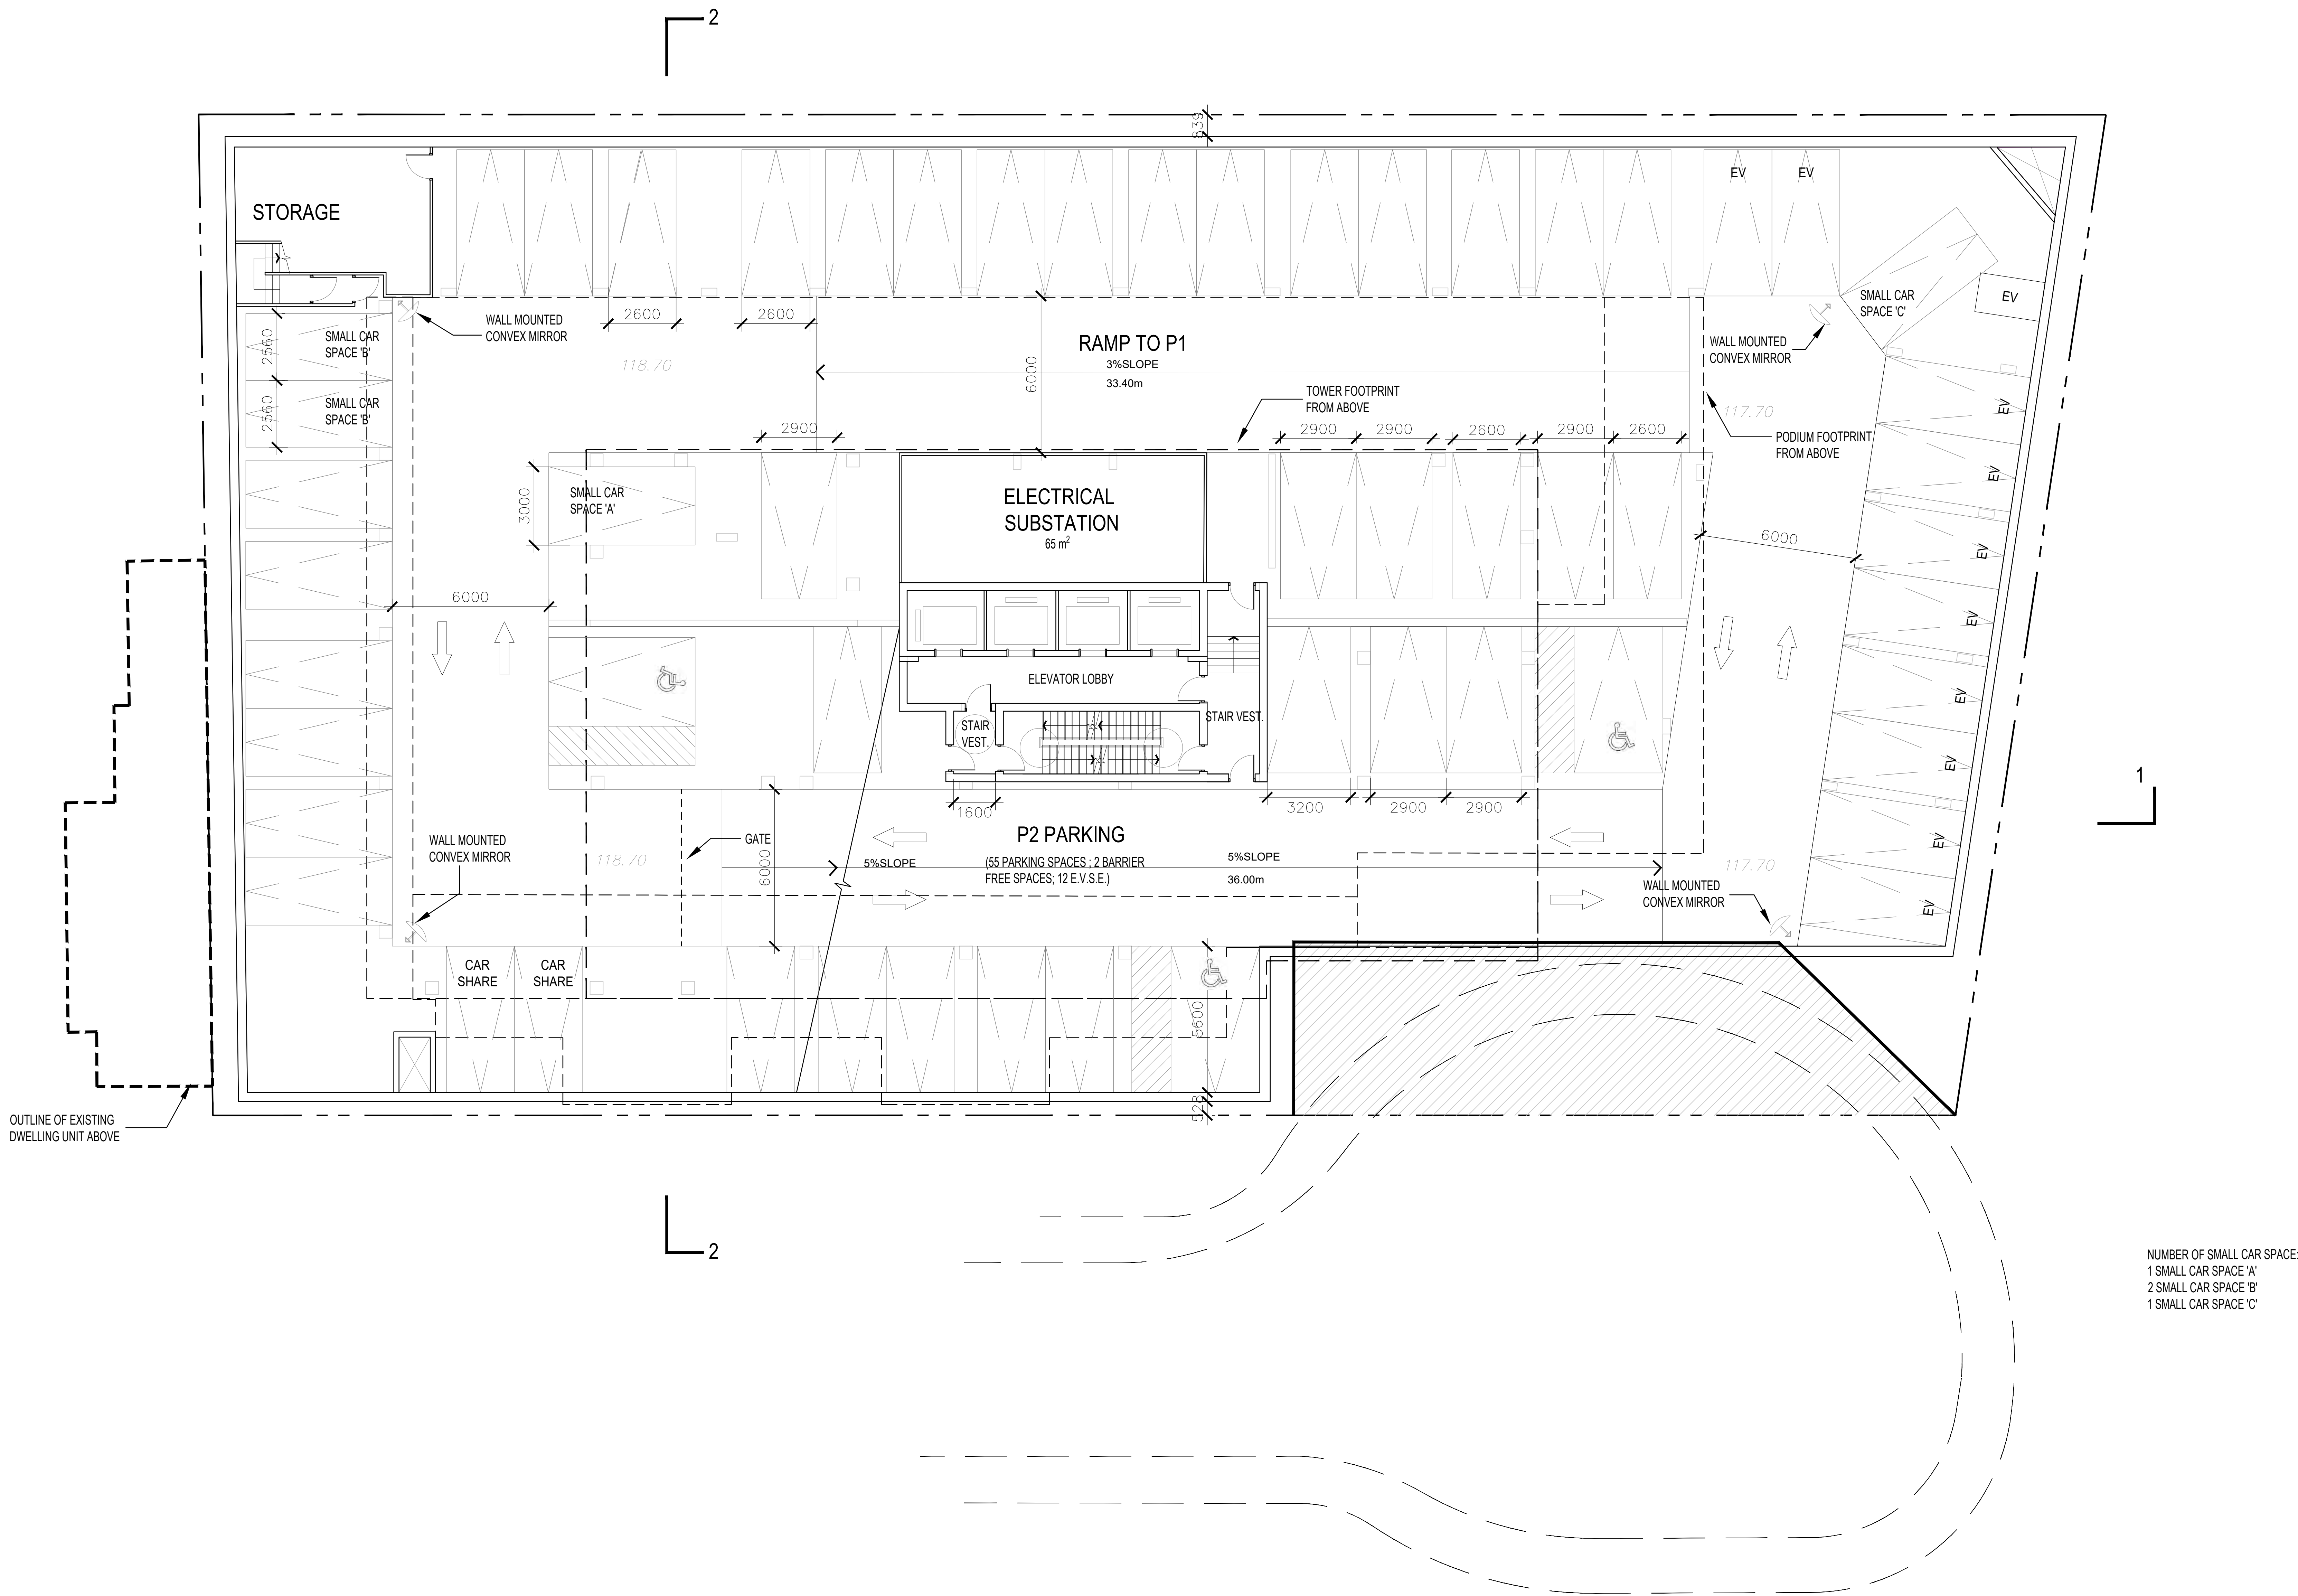 2
839
EV
EV
STORAGE
SMALL CAR
SPACE 'C'
EV
2600
2600
WALL MOUNTED
CONVEX MIRROR
SMALL CAR
SPACE 'B'
2560
RAMP TO P1
3%SLOPE
33.40m
6000
WALL MOUNTED
CONVEX MIRROR
118.70
TOWER FOOTPRINT
FROM ABOVE
SMALL CAR
SPACE 'B'
2560
117.70
EV
2900
2900
2900
2600
2900
2600
PODIUM FOOTPRINT
FROM ABOVE
EV
SMALL CAR
SPACE 'A'
3000
ELECTRICAL
SUBSTATION
65 m2
6000
EV
6000
EV
ELEVATOR LOBBY
EV
STAIR
VEST.
STAIR VEST.
EV
1
1600
3200
2900
2900
WALL MOUNTED
CONVEX MIRROR
GATE
P2 PARKING
EV
118.70
6000
5%SLOPE
(55 PARKING SPACES ; 2 BARRIER
FREE SPACES; 12 E.V.S.E.)
5%SLOPE
36.00m
117.70
WALL MOUNTED
CONVEX MIRROR
EV
CAR
SHARE
CAR
SHARE
5600
528
OUTLINE OF EXISTING
DWELLING UNIT ABOVE
2
NUMBER OF SMALL CAR SPACE:
1 SMALL CAR SPACE 'A'
2 SMALL CAR SPACE 'B'
1 SMALL CAR SPACE 'C'